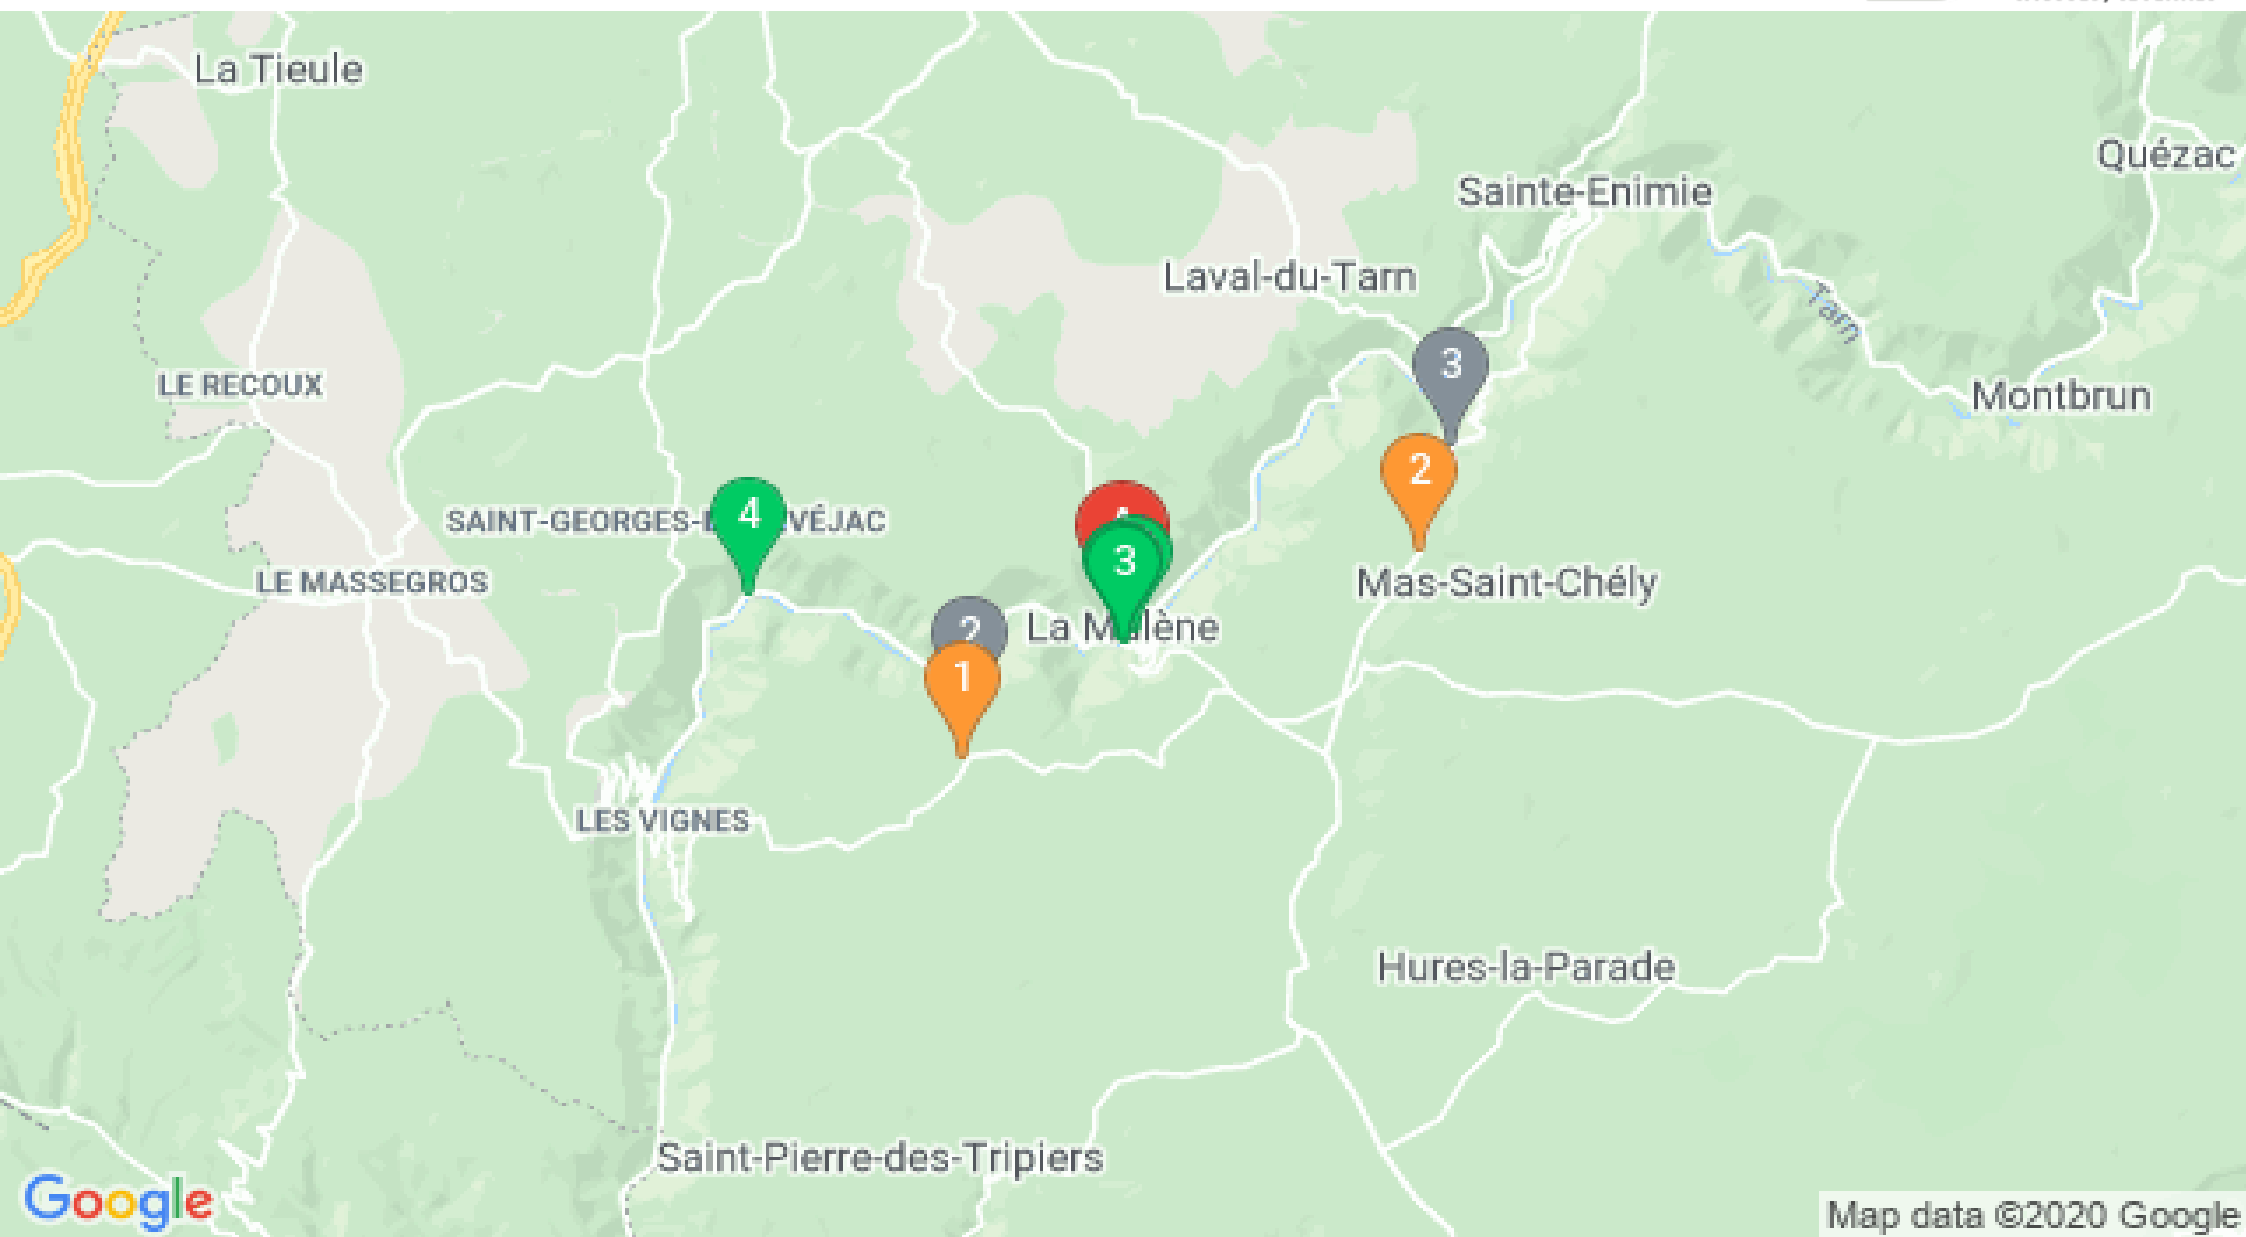 La Tieule
Quézac
Sainte-Enimie
Laval-du-Tarn
Tarn
3
LE RECOUX
Montbrun
2
4
SAINT-GEORGES-
VÉJAC
3
LE MASSEGROS
Mas-Saint-Chély
2
La M lène
1
LES VIGNES
Hures-la-Parade
Saint-Pierre-des-Tripiers
Google
Map data ©2020 Google